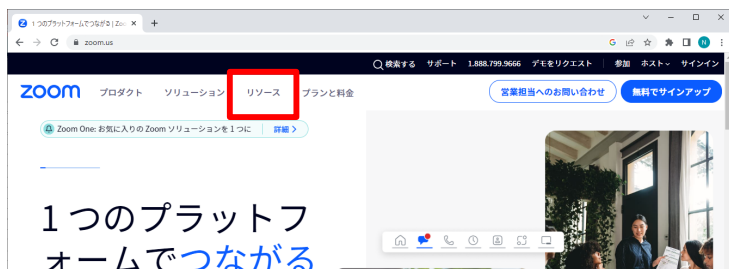 1 つのプラットフォームでつながる | Zoo
zoom.us
検索する サポート 1.888.799.9666 デモをリクエスト 参加 ホスト サインイン
zoom プロダクト ソリューション リソース プランと料金 営業担当へのお問い合わせ 無料でサインアップ
Zoom One: お気に入りの Zoom ソリューションを 1 つに 詳細
1 つのプラットフ
ォームでつながる